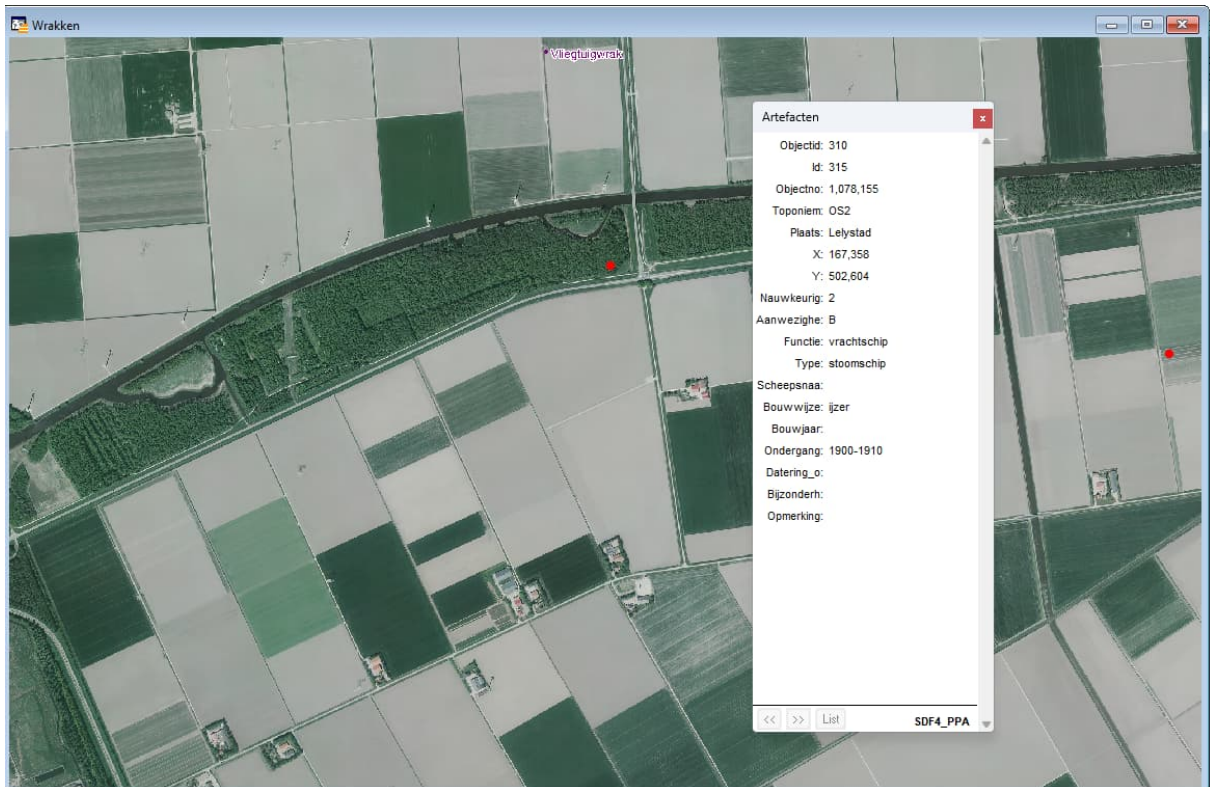 Wrakken
Vliegtuigwrak
Artefacten
Objectid: 310
Id: 315
Objectno: 1,078,155
Toponiem: OS2
Plaats: Lelystad
X: 167,358
Y: 502,604
Nauwkeurig: 2
Aanwezighe: B
Functie: vrachtschip
Type: stoomschip
Scheepsnaa:
Bouwwijze: ijzer
Bouwjaar:
Ondergang: 1900-1910
Datering_o:
Bijzonderh:
Opmerking:
<< >> List SDF4_PPA